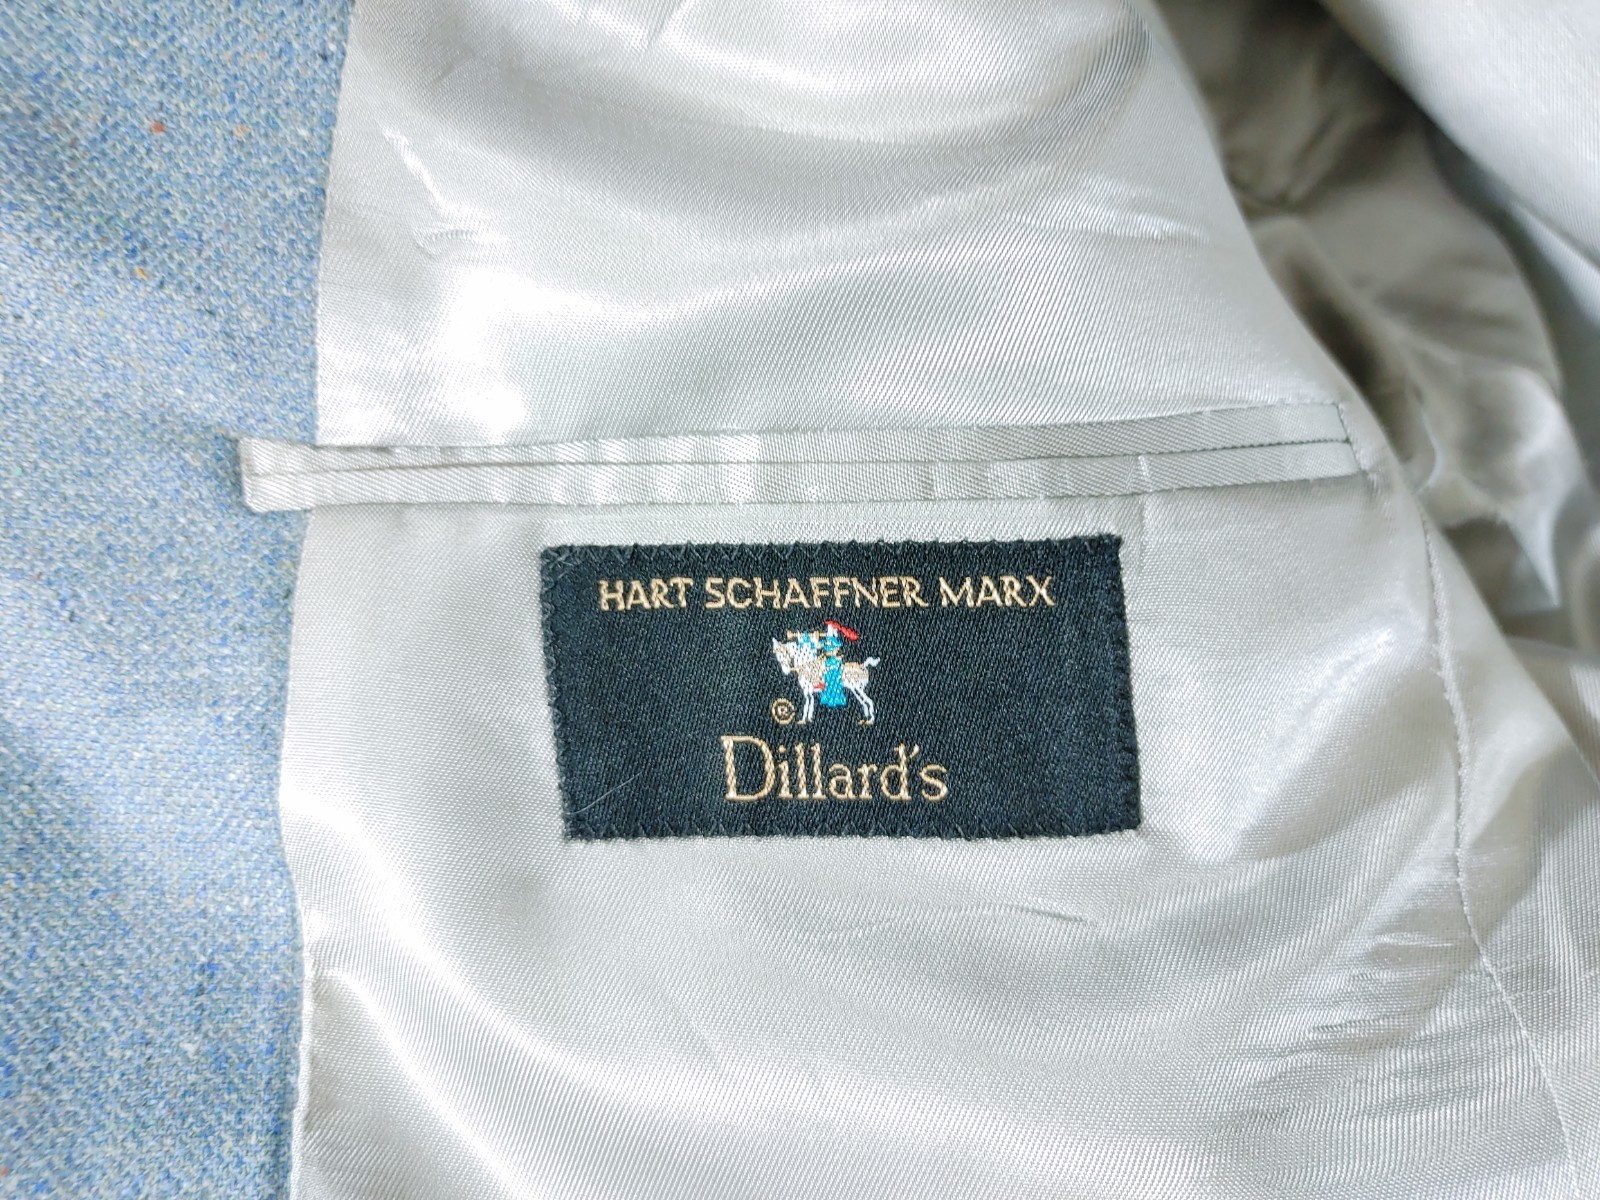 HART SCHAFFNER MARX
®
Dillard's